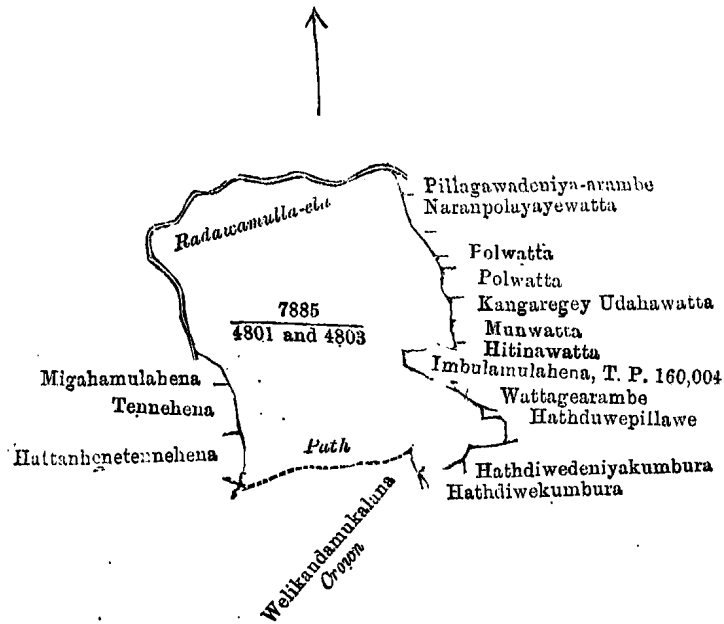 Pillagawadeniya-arambe
Naranpolayayewatta
Radawamulla-ela
Polwatta
Polwatta
7885
4801 and 4803
Kangaregey Udahawatta
Munwatta
Hitinawatta
Imbulamulahena, T. P. 160,004
Migahamulahena
Wattagearambe
Tennehena
Hathduwepillawe
Path
Hattanhenetennehena
Hathdiwedeniyakumbura
Hathdiwekumbura
Welikandamukalana
Crown